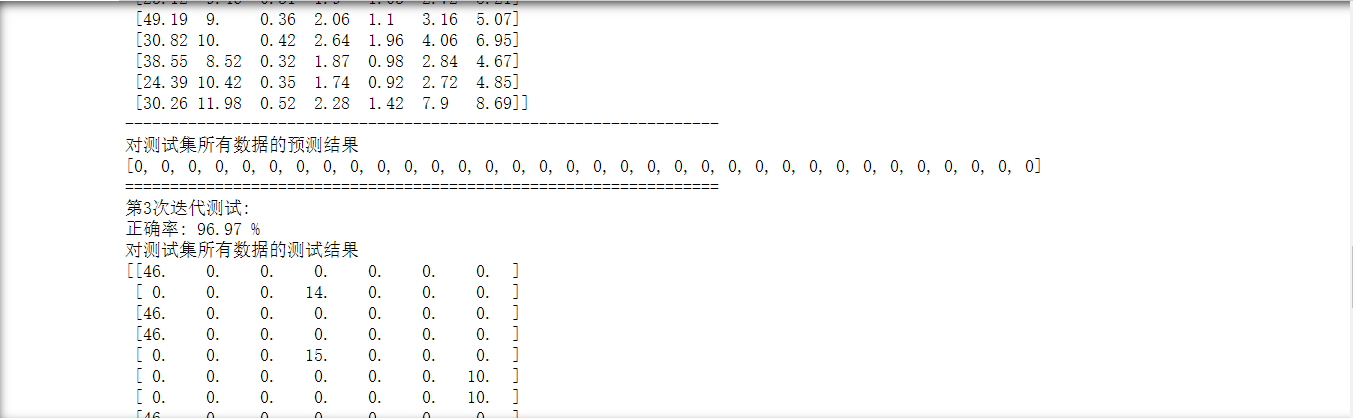 [49.19 9. 0.36 2.06 1.1 3.16 5.07]
[30.82 10. 0.42 2.64 1.96 4.06 6.95]
[38.55 8.52 0.32 1.87 0.98 2.84 4.67]
[24.39 10.42 0.35 1.74 0.92 2.72 4.85]
[30.26 11.98 0.52 2.28 1.42 7.9 8.69]]
------------------------------------------------------------------
对测试集所有数据的预测结果
[0, 0, 0, 0, 0, 0, 0, 0, 0, 0, 0, 0, 0, 0, 0, 0, 0, 0, 0, 0, 0, 0, 0, 0, 0, 0, 0, 0, 0, 0, 0, 0, 0, 0]
==================================================================
第3次迭代测试:
正确率: 96.97 %
对测试集所有数据的测试结果
[[46. 0. 0. 0. 0. 0. 0. ]
[ 0. 0. 0. 14. 0. 0. 0. ]
[46. 0. 0. 0. 0. 0. 0. ]
[46. 0. 0. 0. 0. 0. 0. ]
[ 0. 0. 0. 15. 0. 0. 0. ]
[ 0. 0. 0. 0. 0. 0. 10. ]
[ 0. 0. 0. 0. 0. 0. 10. ]
[46. 0. 0. 0. 0. 0. 0. ]